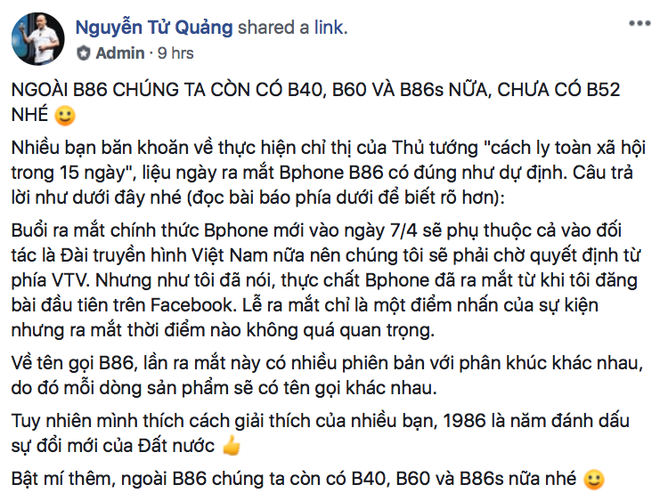 Nguyễn Tử Quảng shared a link.
Admin · 9 hrs
NGOÀI B86 CHÚNG TA CÒN CÓ B40, B60 VÀ B86s NỮA, CHƯA CÓ B52
NHÉ 🙂
Nhiều bạn băn khoăn về thực hiện chỉ thị của Thủ tướng "cách ly toàn xã hội
trong 15 ngày", liệu ngày ra mắt Bphone B86 có đúng như dự định. Câu trả
lời như dưới đây nhé (đọc bài báo phía dưới để biết rõ hơn):
Buổi ra mắt chính thức Bphone mới vào ngày 7/4 sẽ phụ thuộc cả vào đối
tác là Đài truyền hình Việt Nam nữa nên chúng tôi sẽ phải chờ quyết định từ
phía VTV. Nhưng như tôi đã nói, thực chất Bphone đã ra mắt từ khi tôi đăng
bài đầu tiên trên Facebook. Lễ ra mắt chỉ là một điểm nhấn của sự kiện
nhưng ra mắt thời điểm nào không quá quan trọng.
Về tên gọi B86, lần ra mắt này có nhiều phiên bản với phân khúc khác nhau,
do đó mỗi dòng sản phẩm sẽ có tên gọi khác nhau.
Tuy nhiên mình thích cách giải thích của nhiều bạn, 1986 là năm đánh dấu
sự đổi mới của Đất nước 👍
Bật mí thêm, ngoài B86 chúng ta còn có B40, B60 và B86s nữa nhé 🙂